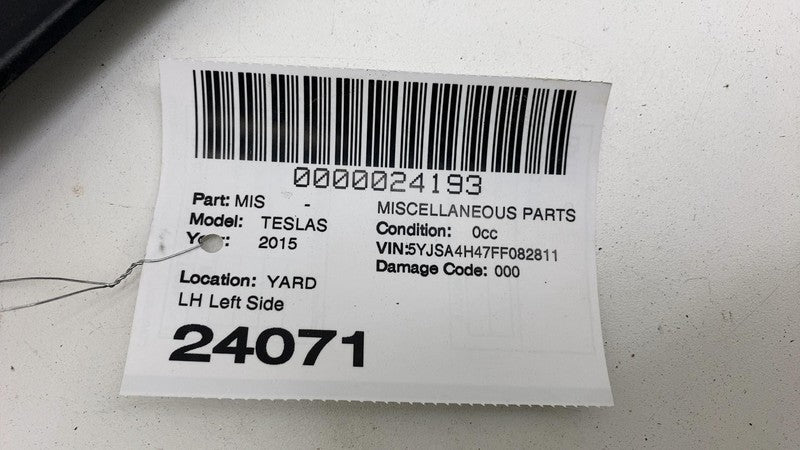 0000024193
Part: MIS - MISCELLANEOUS PARTS
Model: TESLAS Condition: 0cc
2015 VIN:5YJSA4H47FF082811
Damage Code: 000
Location: YARD
LH Left Side
24071